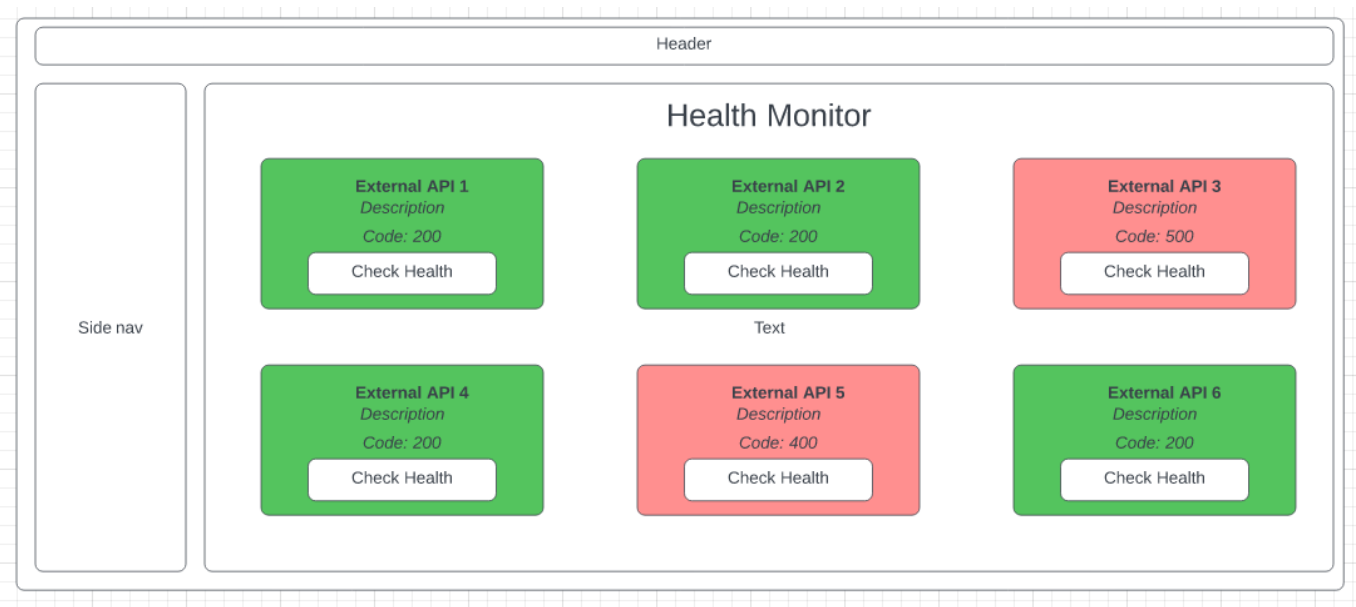 Header
Side nav
Health Monitor
External API 1
Description
Code: 200
Check Health
External API 2
Description
Code: 200
Check Health
External API 3
Description
Code: 500
Check Health
Text
External API 4
Description
Code: 200
Check Health
External API 5
Description
Code: 400
Check Health
External API 6
Description
Code: 200
Check Health